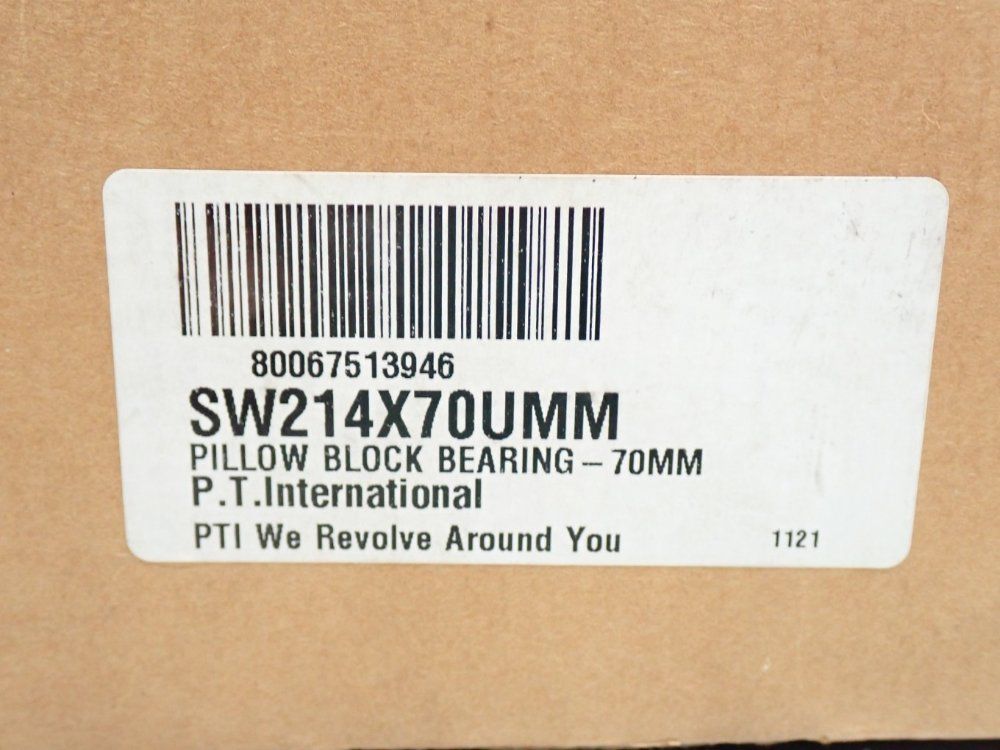 80067513946
SW214X70UMM
PILLOW BLOCK BEARING - 70MM
P.T.International
PTI We Revolve Around You 1121